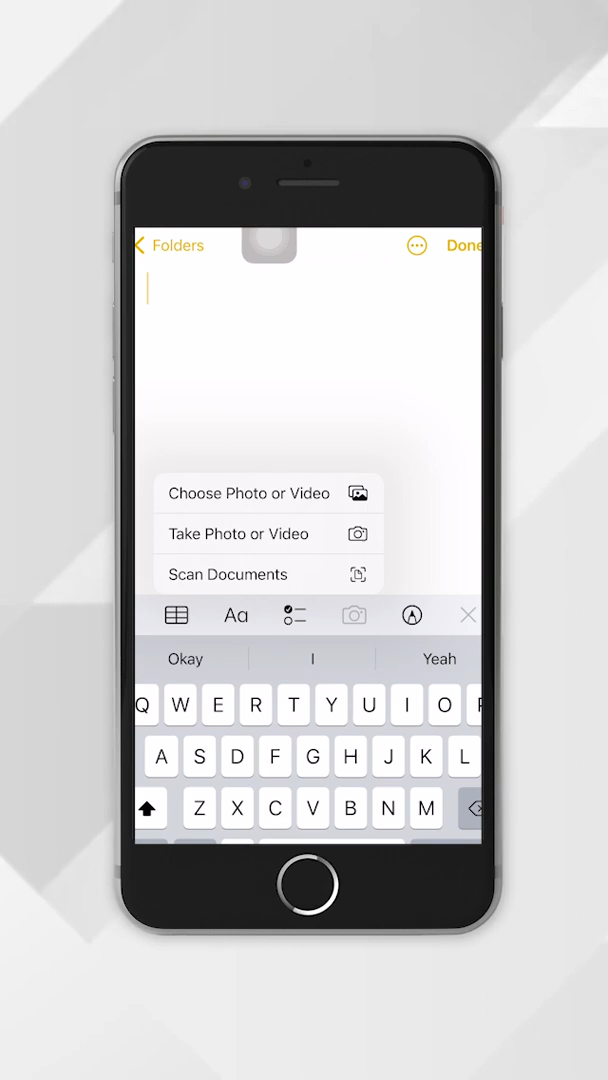 Folders
Done
Choose Photo or Video
Take Photo or Video
Scan Documents
Aa
Okay I Yeah
Q W E R T Y U I O P
A S D F G H J K L
Z X C V B N M